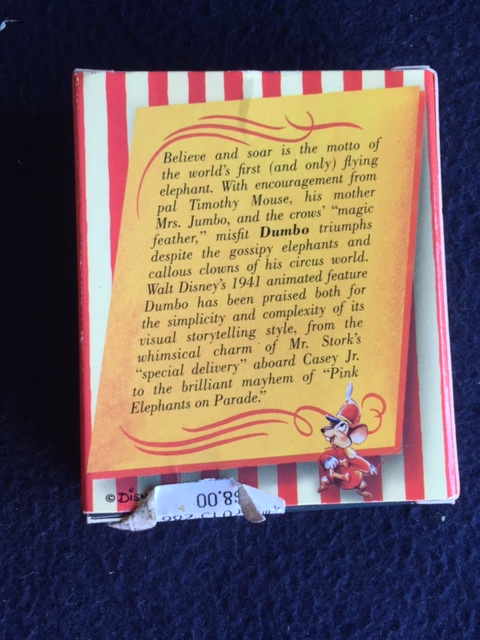 Believe and soar is the motto of
the world's first (and only) flying
elephant. With encouragement from
pal Timothy Mouse, his mother
Mrs. Jumbo, and the crows' "magic
feather," misfit Dumbo triumphs
despite the gossipy elephants and
callous clowns of his circus world.
Walt Disney's 1941 animated feature
Dumbo has been praised both for
the simplicity and complexity of its
visual storytelling style, from the
whimsical charm of Mr. Stork's
"special delivery" aboard Casey Jr.
to the brilliant mayhem of "Pink
Elephants on Parade."
©
68.00